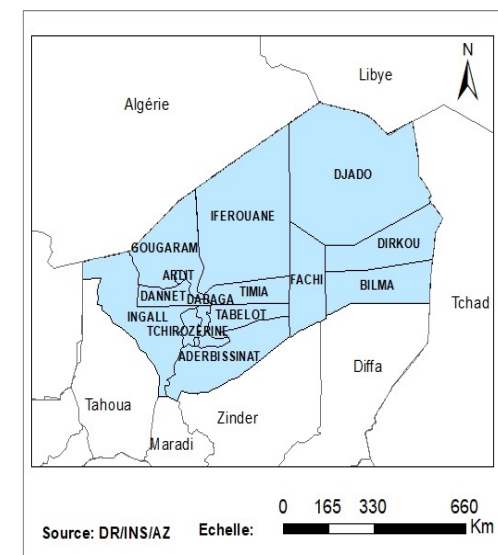 N
Libye
Algérie
DJADO
IFEROUANE
DIRKOU
GOUGARAM
ARLIT
FACHI
BILMA
DANNET
TIMIA
DABAGA
Tchad
INGALL
TABELOT
TCHIROZERINE
ADERBISSINAT
Diffa
Tahoua
Zinder
Maradi
0 165 330 660
Km
Source: DR/INS/AZ Echelle: